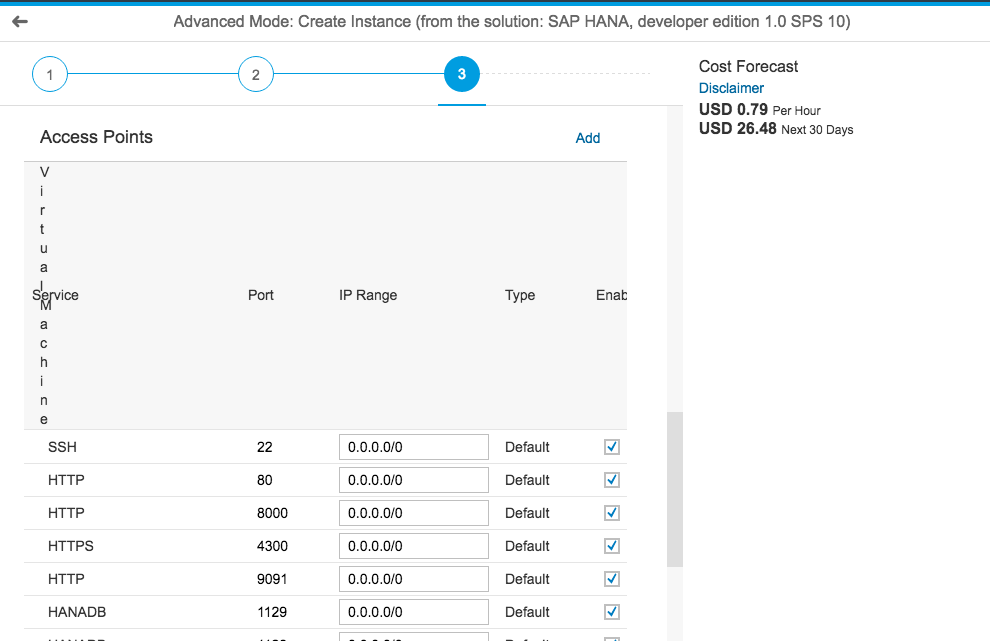 Advanced Mode: Create Instance (from the solution: SAP HANA, developer edition 1.0 SPS 10)
1 2 3
Cost Forecast
Disclaimer
USD 0.79 Per Hour
USD 26.48 Next 30 Days
Access Points Add
Virtual Machine
Service Port IP Range Type Enab
SSH 22 0.0.0.0/0 Default
HTTP 80 0.0.0.0/0 Default
HTTP 8000 0.0.0.0/0 Default
HTTPS 4300 0.0.0.0/0 Default
HTTP 9091 0.0.0.0/0 Default
HANADB 1129 0.0.0.0/0 Default